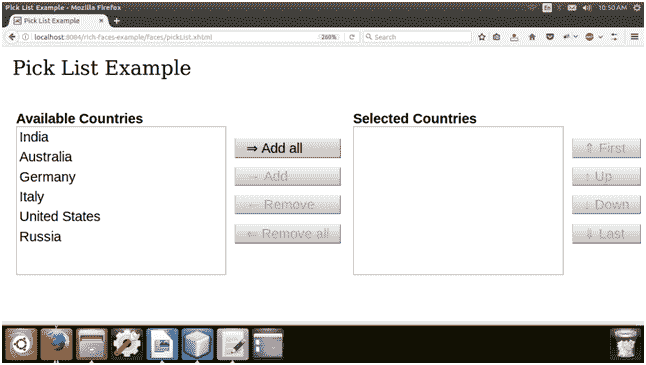 Pick List Example - Mozilla Firefox
En
10:50 AM
Pick List Example
localhost:8084/rich-faces-example/faces/pickList.xhtml
260%
Search
Pick List Example
Available Countries
India
Australia
Germany
Italy
United States
Russia
⇒ Add all
→ Add
← Remove
⇐ Remove all
Selected Countries
⇑ First
↑ Up
↓ Down
⇓ Last